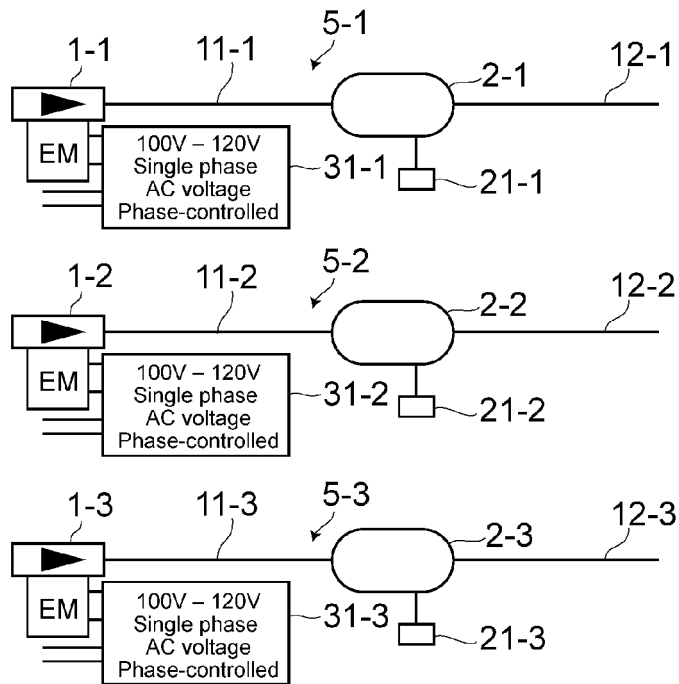 5-1
1-1 11-1 2-1 12-1
EM
100V – 120V
Single phase
AC voltage
Phase-controlled
31-1 21-1
5-2
1-2 11-2 2-2 12-2
EM
100V – 120V
Single phase
AC voltage
Phase-controlled
31-2 21-2
5-3
1-3 11-3 2-3 12-3
EM
100V – 120V
Single phase
AC voltage
Phase-controlled
31-3 21-3